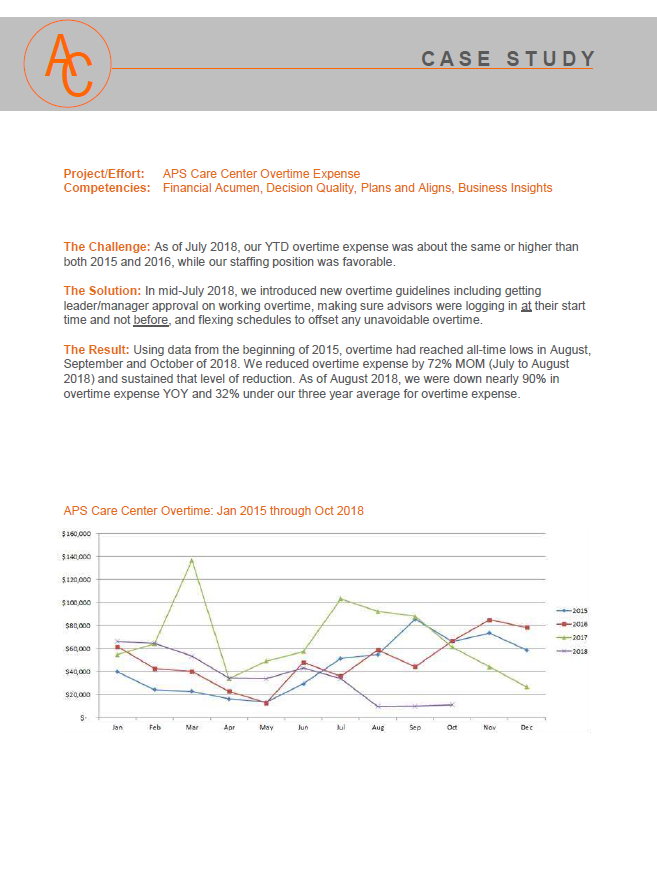 AC
CASE STUDY
Project/Effort: APS Care Center Overtime Expense
Competencies: Financial Acumen, Decision Quality, Plans and Aligns, Business Insights
The Challenge: As of July 2018, our YTD overtime expense was about the same or higher than
both 2015 and 2016, while our staffing position was favorable.
The Solution: In mid-July 2018, we introduced new overtime guidelines including getting
leader/manager approval on working overtime, making sure advisors were logging in at their start
time and not before, and flexing schedules to offset any unavoidable overtime.
The Result: Using data from the beginning of 2015, overtime had reached all-time lows in August,
September and October of 2018. We reduced overtime expense by 72% MOM (July to August
2018) and sustained that level of reduction. As of August 2018, we were down nearly 90% in
overtime expense YOY and 32% under our three year average for overtime expense.
APS Care Center Overtime: Jan 2015 through Oct 2018
$160,000
$140,000
$120,000
$100,000
$80,000
$60,000
$40,000
$20,000
$-
Jan Feb Mar Apr May Jun Jul Aug Sep Oct Nov Dec
2015
2016
2017
2018